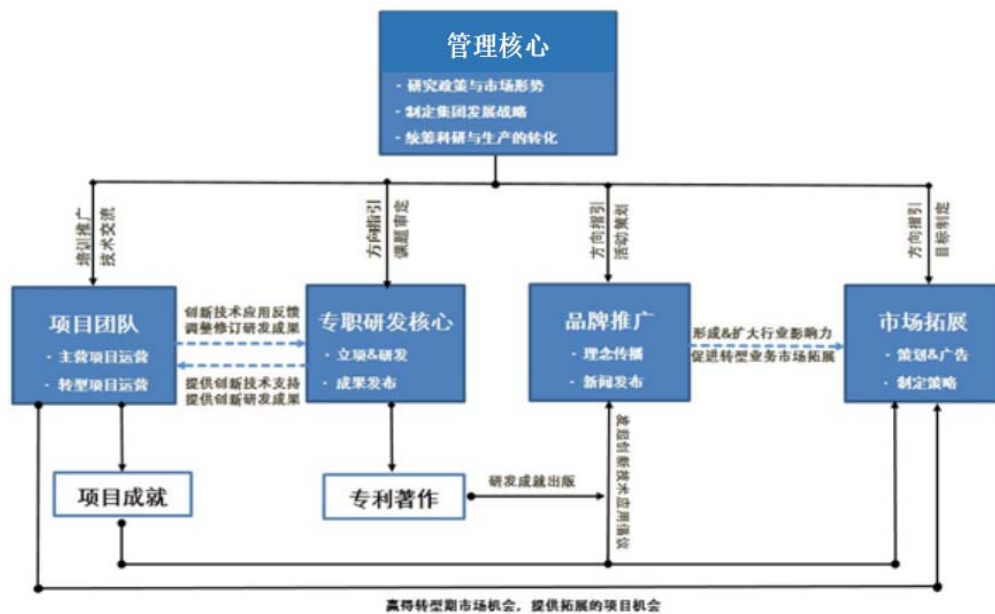 管理核心
· 研究政策与市场形势
· 制定集团发展战略
· 统筹科研与生产的转化
培训推广
技术交流
方向指引
课题审定
方向指引
活动策划
方向指引
目标制定
项目团队
· 主营项目运营
· 转型项目运营
创新技术应用反馈
调整修订研发成果
提供创新技术支持
提供创新研发成果
专职研发核心
· 立项&研发
· 成果发布
品牌推广
· 理念传播
· 新闻发布
形成&扩大行业影响力
促进转型业务市场拓展
市场拓展
· 策划&广告
· 制定策略
项目成就
专利著作
研发成就出版
发起创新技术应用倡议
赢得转型期市场机会，提供拓展的项目机会